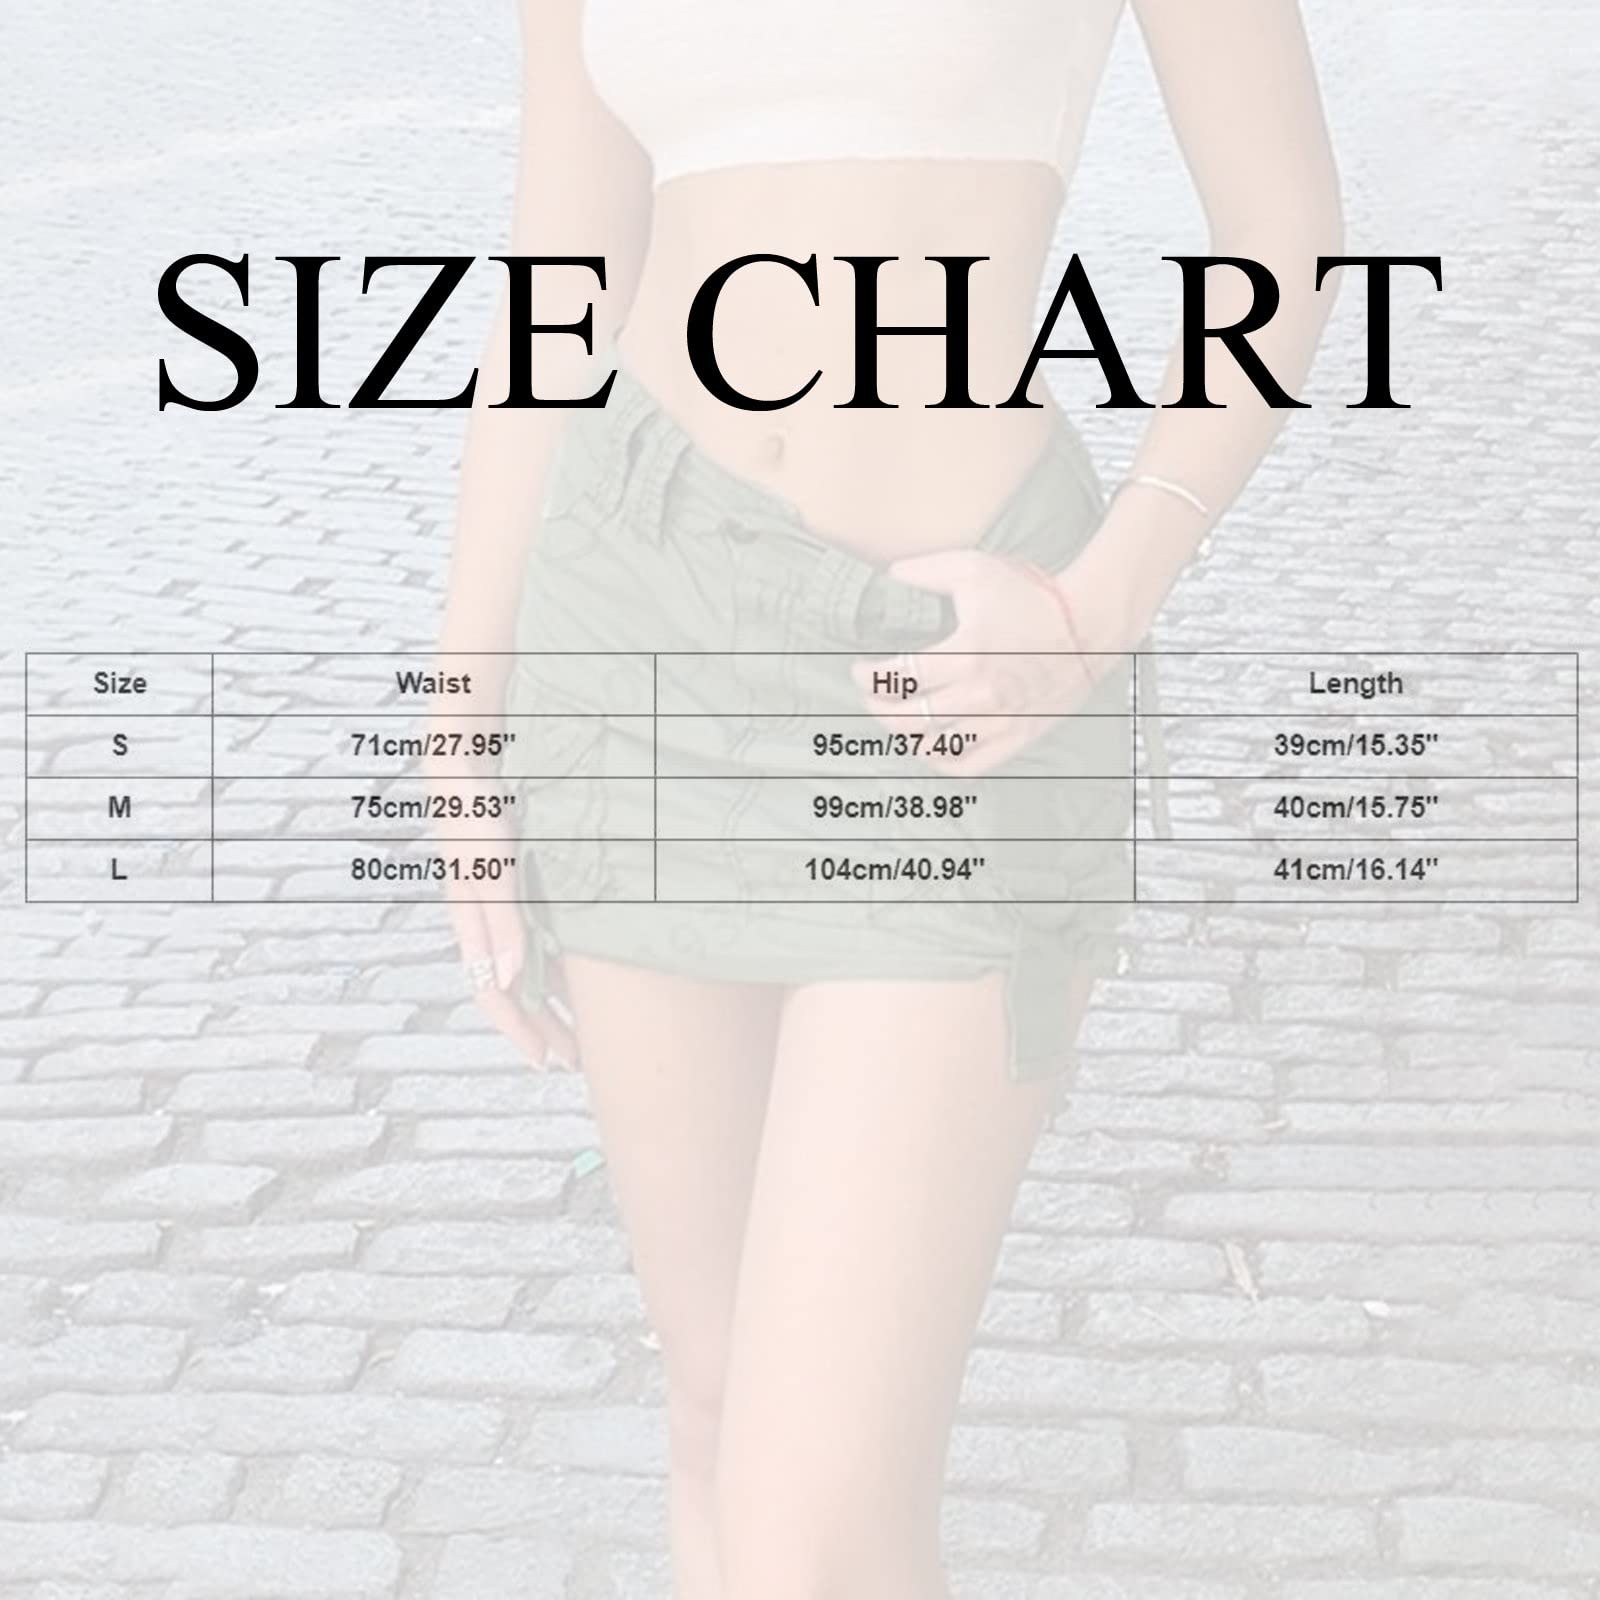 SIZE CHART
Size Waist Hip Length
S 71cm/27.95" 95cm/37.40" 39cm/15.35"
M 75cm/29.53" 99cm/38.98" 40cm/15.75"
L 80cm/31.50" 104cm/40.94" 41cm/16.14"